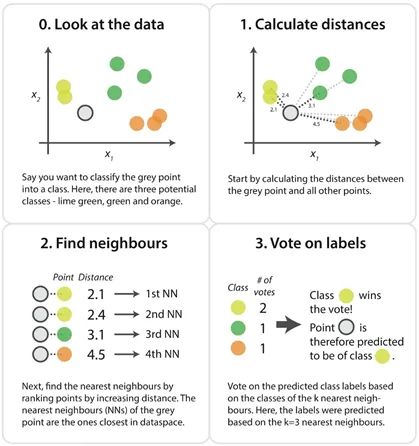 0. Look at the data
x2
x1
Say you want to classify the grey point
into a class. Here, there are three potential
classes - lime green, green and orange.
1. Calculate distances
x2
2.4
2.1
3.1
4.5
x1
Start by calculating the distances between
the grey point and all other points.
2. Find neighbours
Point Distance
2.1 → 1st NN
2.4 → 2nd NN
3.1 → 3rd NN
4.5 → 4th NN
Next, find the nearest neighbours by
ranking points by increasing distance. The
nearest neighbours (NNs) of the grey
point are the ones closest in dataspace.
3. Vote on labels
Class # of
votes
2
1
1
Class wins
the vote!
Point is
therefore predicted
to be of class .
Vote on the predicted class labels based
on the classes of the k nearest neigh-
bours. Here, the labels were predicted
based on the k=3 nearest neighbours.